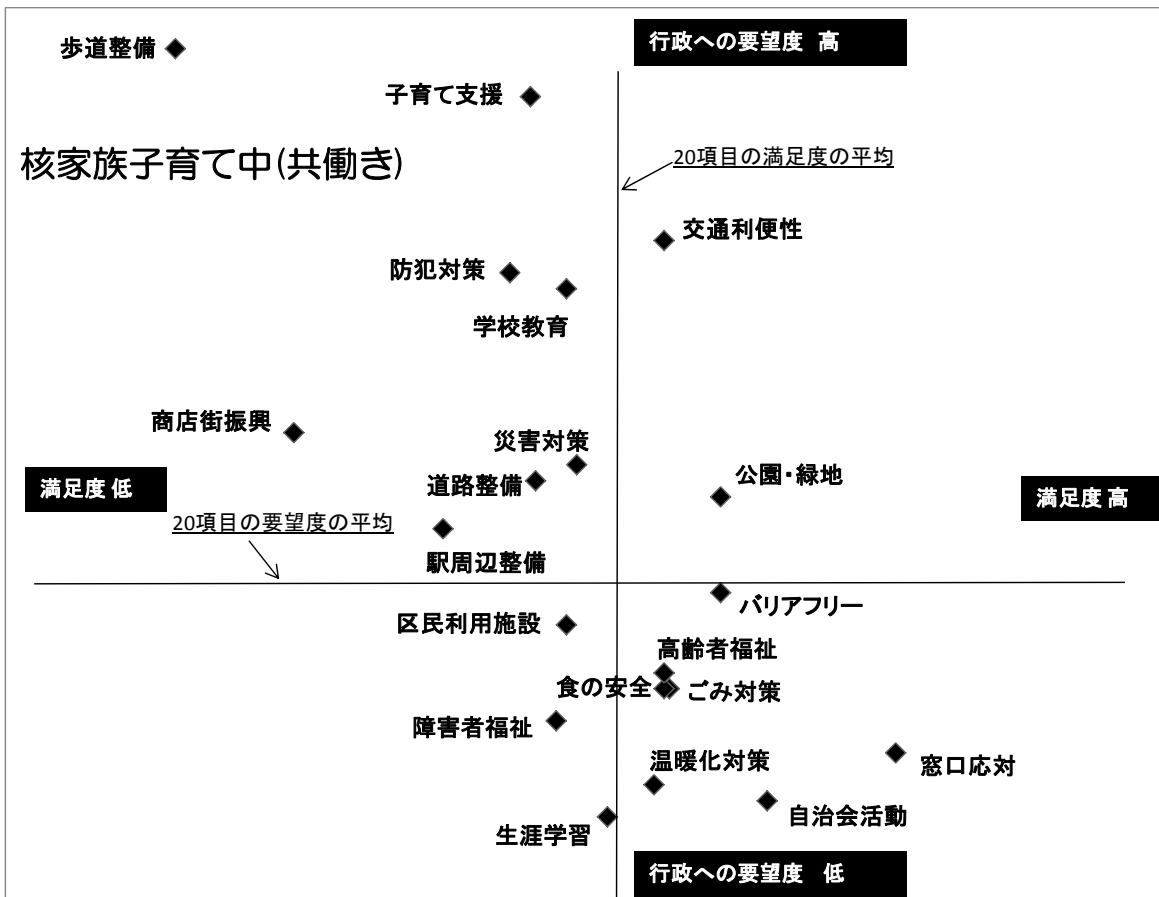 歩道整備
行政への要望度 高
子育て支援
核家族子育て中(共働き)
20項目の満足度の平均
交通利便性
防犯対策
学校教育
商店街振興
災害対策
道路整備
公園・緑地
満足度 低
満足度 高
20項目の要望度の平均
駅周辺整備
バリアフリー
区民利用施設
高齢者福祉
食の安全
ごみ対策
障害者福祉
温暖化対策
窓口応対
自治会活動
生涯学習
行政への要望度 低